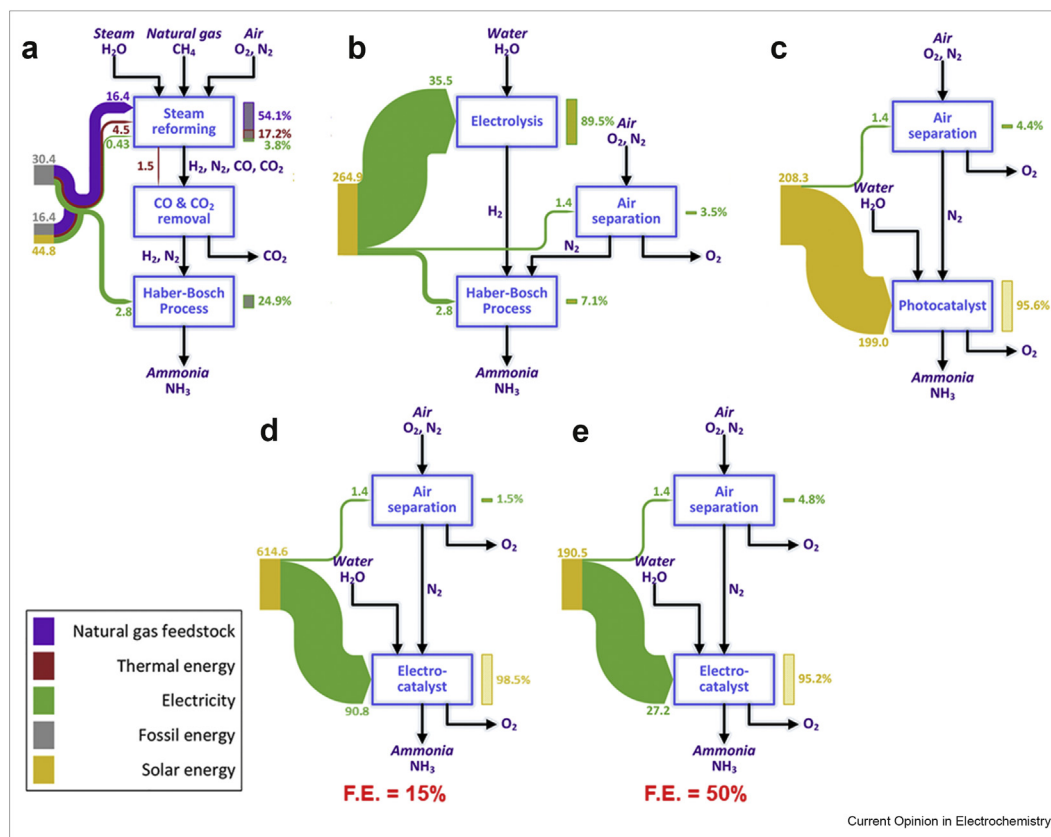 a
Steam
H₂O
Natural gas
CH₄
Air
O₂, N₂
16.4
Steam
reforming
54.1%
17.2%
3.8%
4.5
0.43
1.5
H₂, N₂, CO, CO₂
30.4
16.4
44.8
CO & CO₂
removal
H₂, N₂
CO₂
Haber-Bosch
Process
2.8
24.9%
Ammonia
NH₃
b
Water
H₂O
35.5
Electrolysis
89.5%
Air
O₂, N₂
264.9
H₂
1.4
Air
separation
3.5%
N₂
O₂
Haber-Bosch
Process
2.8
7.1%
Ammonia
NH₃
c
Air
O₂, N₂
1.4
Air
separation
4.4%
O₂
208.3
Water
H₂O
N₂
Photocatalyst
95.6%
199.0
O₂
Ammonia
NH₃
d
Air
O₂, N₂
1.4
Air
separation
1.5%
O₂
614.6
Water
H₂O
N₂
Electro-
catalyst
98.5%
90.8
O₂
Ammonia
NH₃
F.E. = 15%
e
Air
O₂, N₂
1.4
Air
separation
4.8%
O₂
190.5
Water
H₂O
N₂
Electro-
catalyst
95.2%
27.2
O₂
Ammonia
NH₃
F.E. = 50%
Natural gas feedstock
Thermal energy
Electricity
Fossil energy
Solar energy
Current Opinion in Electrochemistry